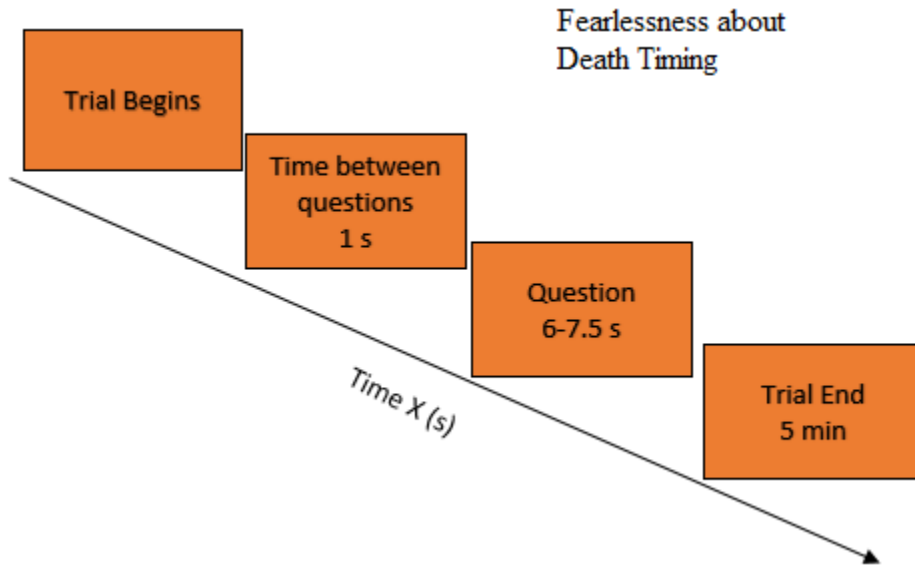 Fearlessness about
Death Timing
Trial Begins
Time between
questions
1 s
Question
6-7.5 s
Trial End
5 min
Time X (s)